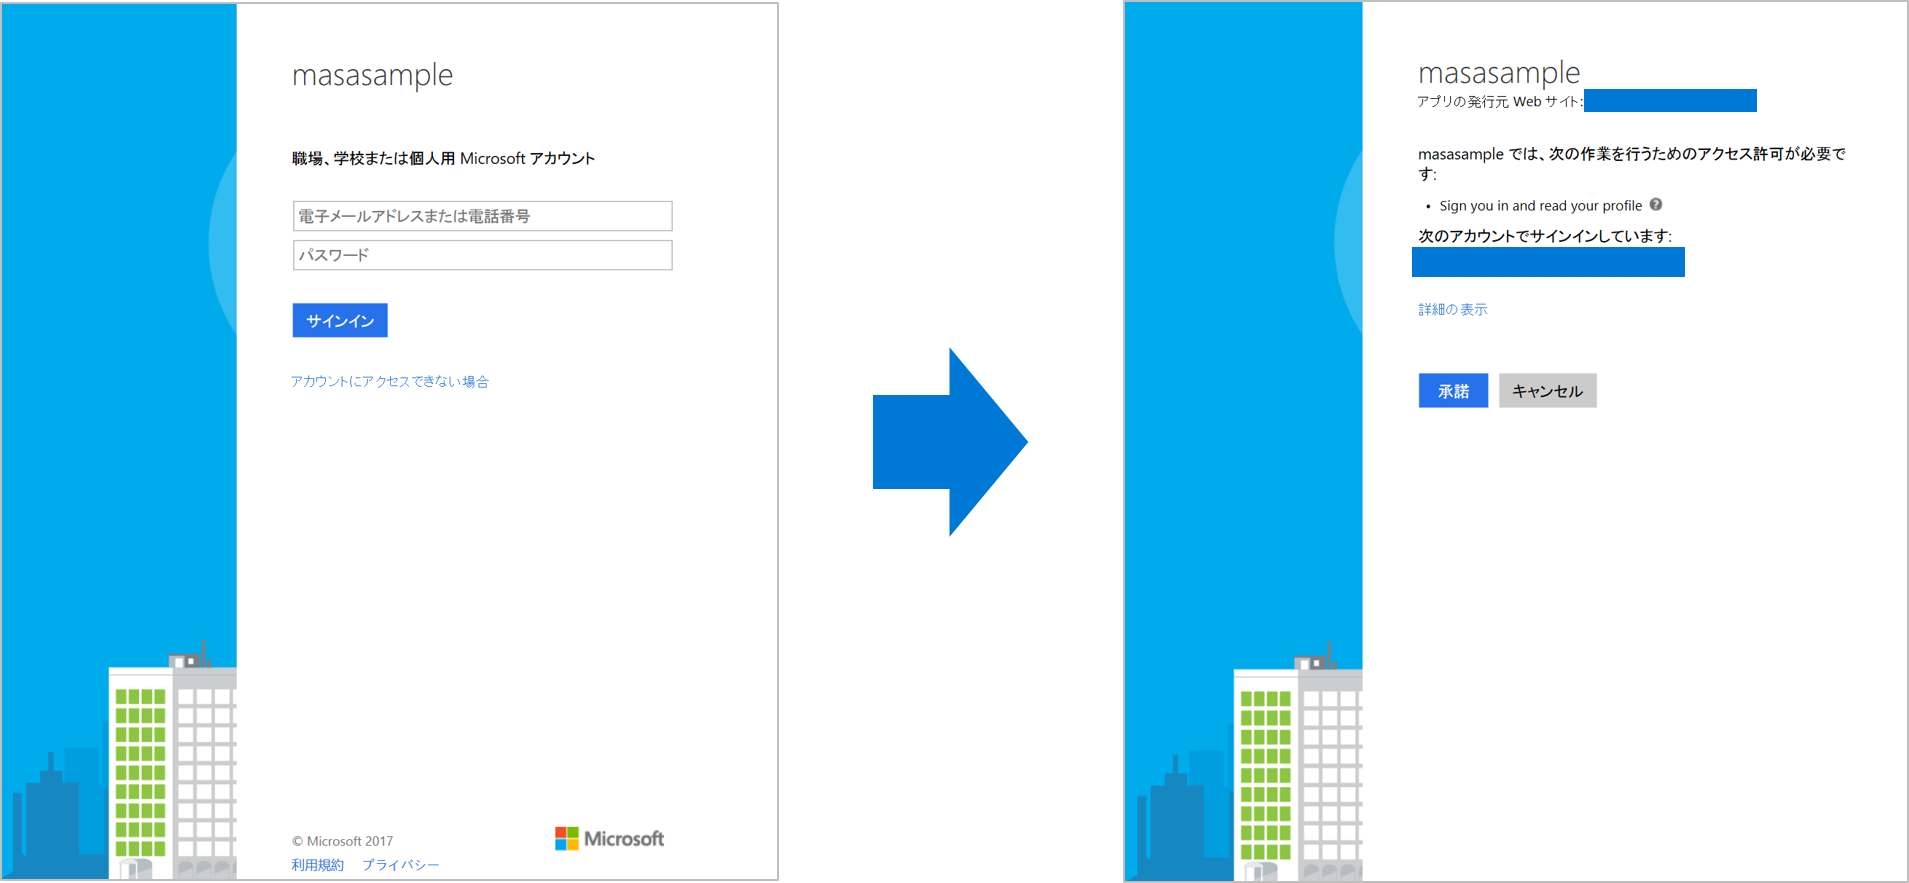 masasample
職場、学校または個人用 Microsoft アカウント
電子メールアドレスまたは電話番号
パスワード
サインイン
アカウントにアクセスできない場合
© Microsoft 2017
Microsoft
利用規約 プライバシー
masasample
アプリの発行元 Web サイト:
masasample では、次の作業を行うためのアクセス許可が必要で
す:
• Sign you in and read your profile ?
次のアカウントでサインインしています:
詳細の表示
承諾 キャンセル